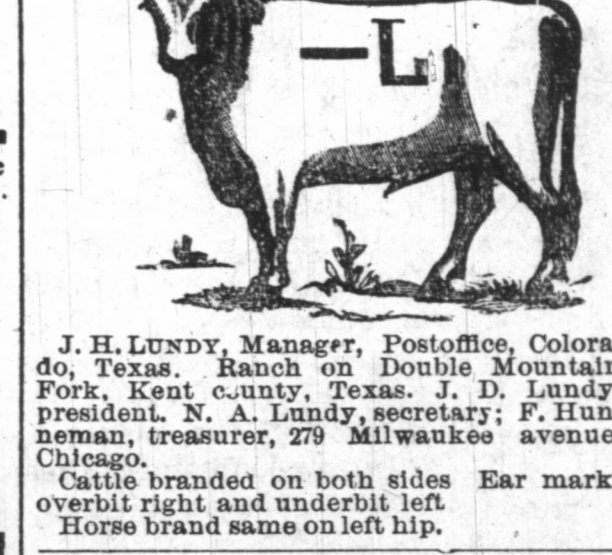 –L
J. H. LUNDY, Manager, Postoffice, Colora
do, Texas. Ranch on Double Mountain
Fork, Kent county, Texas. J. D. Lundy
president. N. A. Lundy, secretary; F. Hun
neman, treasurer, 279 Milwaukee avenue
Chicago.
Cattle branded on both sides Ear mark
overbit right and underbit left
Horse brand same on left hip.